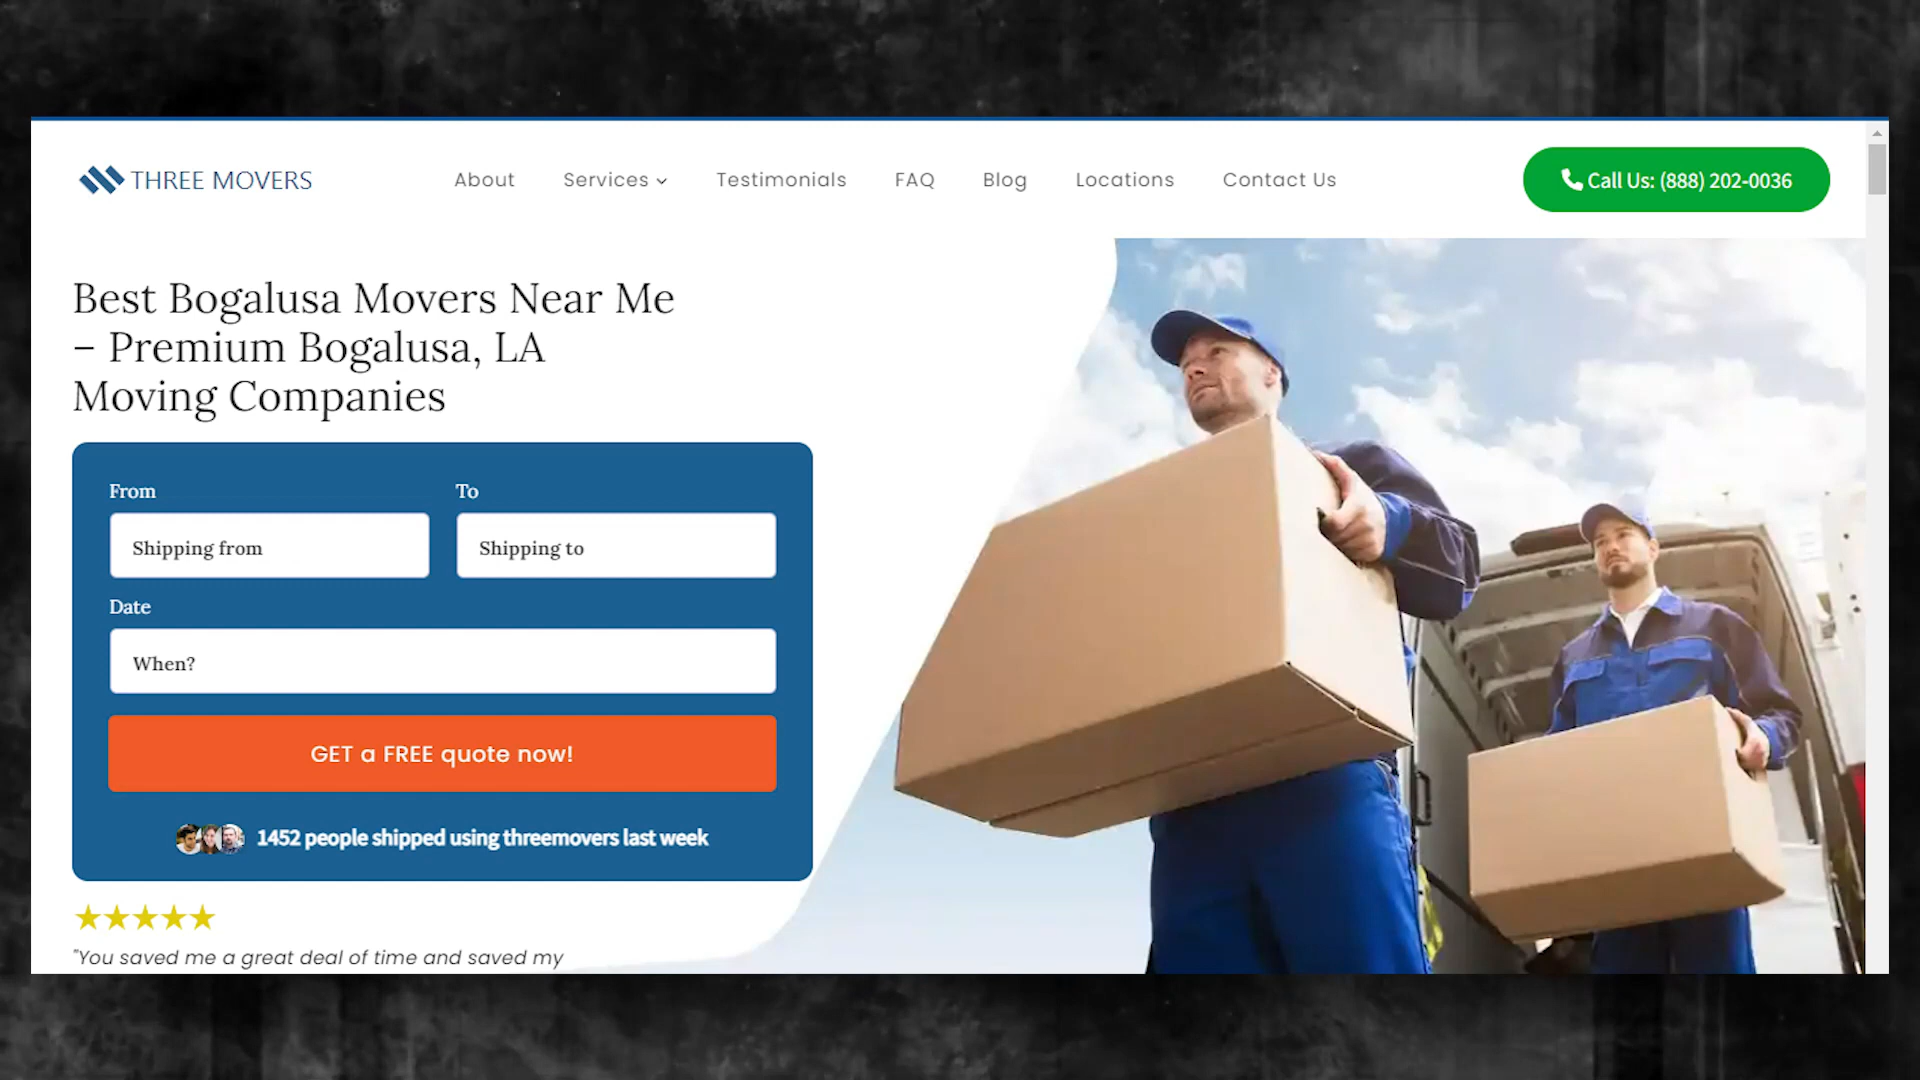 THREE MOVERS
About
Services
Testimonials
FAQ
Blog
Locations
Contact Us
Call Us: (888) 202-0036
Best Bogalusa Movers Near Me
– Premium Bogalusa, LA
Moving Companies
From
To
Shipping from
Shipping to
Date
When?
GET a FREE quote now!
1452 people shipped using threemovers last week
"You saved me a great deal of time and saved my